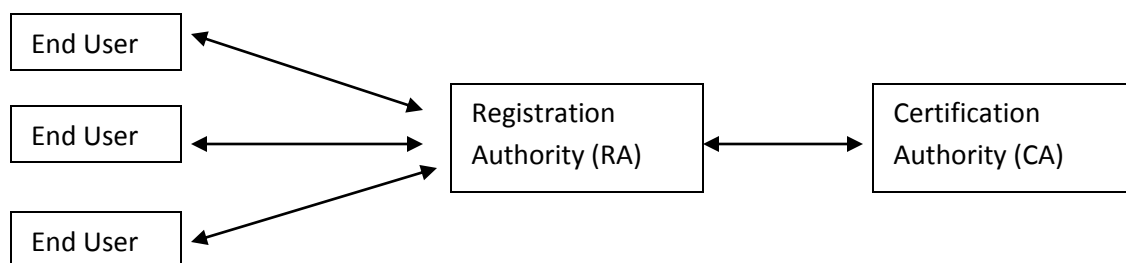 End User
End User
End User
Registration
Authority (RA)
Certification
Authority (CA)